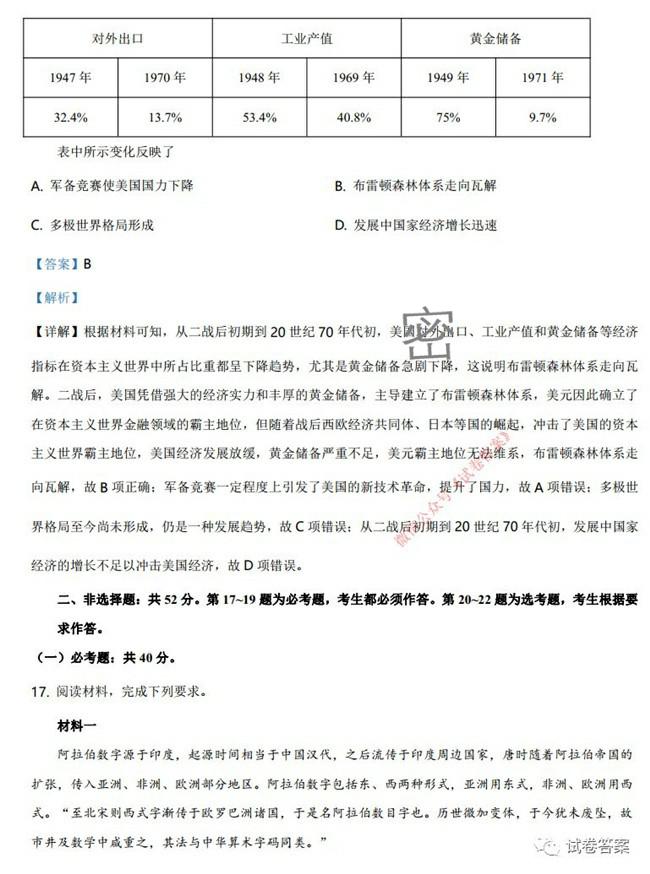 对外出口 工业产值 黄金储备
1947 年 1970 年 1948 年 1969 年 1949 年 1971 年
32.4% 13.7% 53.4% 40.8% 75% 9.7%
表中所示变化反映了
A. 军备竞赛使美国国力下降 B. 布雷顿森林体系走向瓦解
C. 多极世界格局形成 D. 发展中国家经济增长迅速
【答案】B
【解析】
【详解】根据材料可知，从二战后初期到 20 世纪 70 年代初，美国对外出口、工业产值和黄金储备等经济
指标在资本主义世界中所占比重都呈下降趋势，尤其是黄金储备急剧下降，这说明布雷顿森林体系走向瓦
解。二战后，美国凭借强大的经济实力和丰厚的黄金储备，主导建立了布雷顿森林体系，美元因此确立了
在资本主义世界金融领域的霸主地位，但随着战后西欧经济共同体、日本等国的崛起，冲击了美国的资本
主义世界霸主地位，美国经济发展放缓，黄金储备严重不足，美元霸主地位无法维系，布雷顿森林体系走
向瓦解，故 B 项正确；军备竞赛一定程度上引发了美国的新技术革命，提升了国力，故 A 项错误；多极世
界格局至今尚未形成，仍是一种发展趋势，故 C 项错误；从二战后初期到 20 世纪 70 年代初，发展中国家
经济的增长不足以冲击美国经济，故 D 项错误。
密
微信公众号《试卷答案》
二、非选择题：共 52 分。第 17~19 题为必考题，考生都必须作答。第 20~22 题为选考题，考生根据要
求作答。
（一）必考题：共 40 分。
17. 阅读材料，完成下列要求。
材料一
阿拉伯数字源于印度，起源时间相当于中国汉代，之后流传于印度周边国家，唐时随着阿拉伯帝国的
扩张，传入亚洲、非洲、欧洲部分地区。阿拉伯数字包括东、西两种形式，亚洲用东式，非洲、欧洲用西
式。“至北宋则西式字渐传于欧罗巴洲诸国，于是名阿拉伯数目字也。历世微加变体，于今犹未废坠，故
市井及数学中咸重之，其法与中华算术字码同类。”
试卷答案